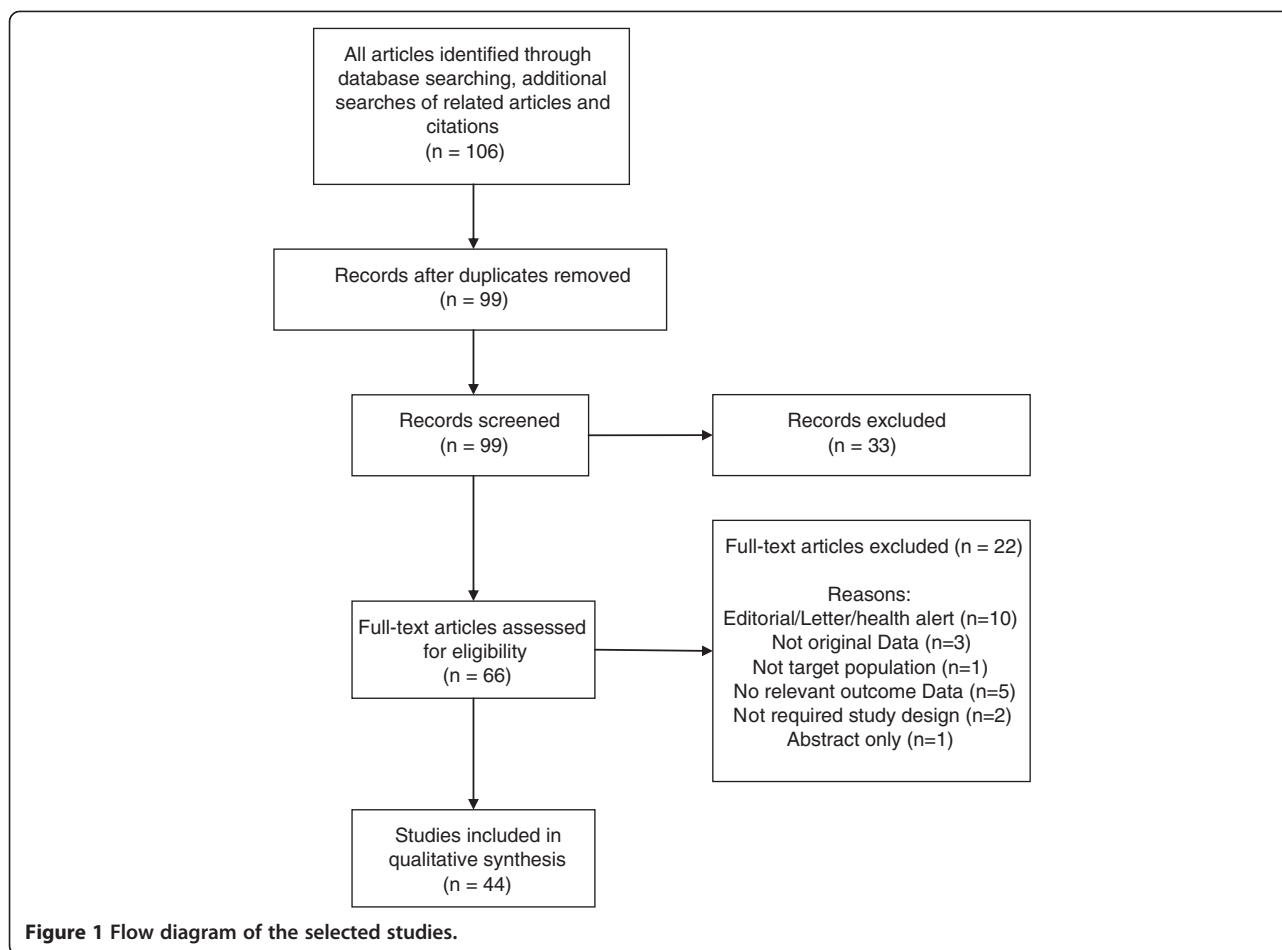 All articles identified through
database searching, additional
searches of related articles and
citations
(n = 106)
Records after duplicates removed
(n = 99)
Records screened
(n = 99)
Records excluded
(n = 33)
Full-text articles assessed
for eligibility
(n = 66)
Full-text articles excluded (n = 22)
Reasons:
Editorial/Letter/health alert (n=10)
Not original Data (n=3)
Not target population (n=1)
No relevant outcome Data (n=5)
Not required study design (n=2)
Abstract only (n=1)
Studies included in
qualitative synthesis
(n = 44)
Figure 1 Flow diagram of the selected studies.